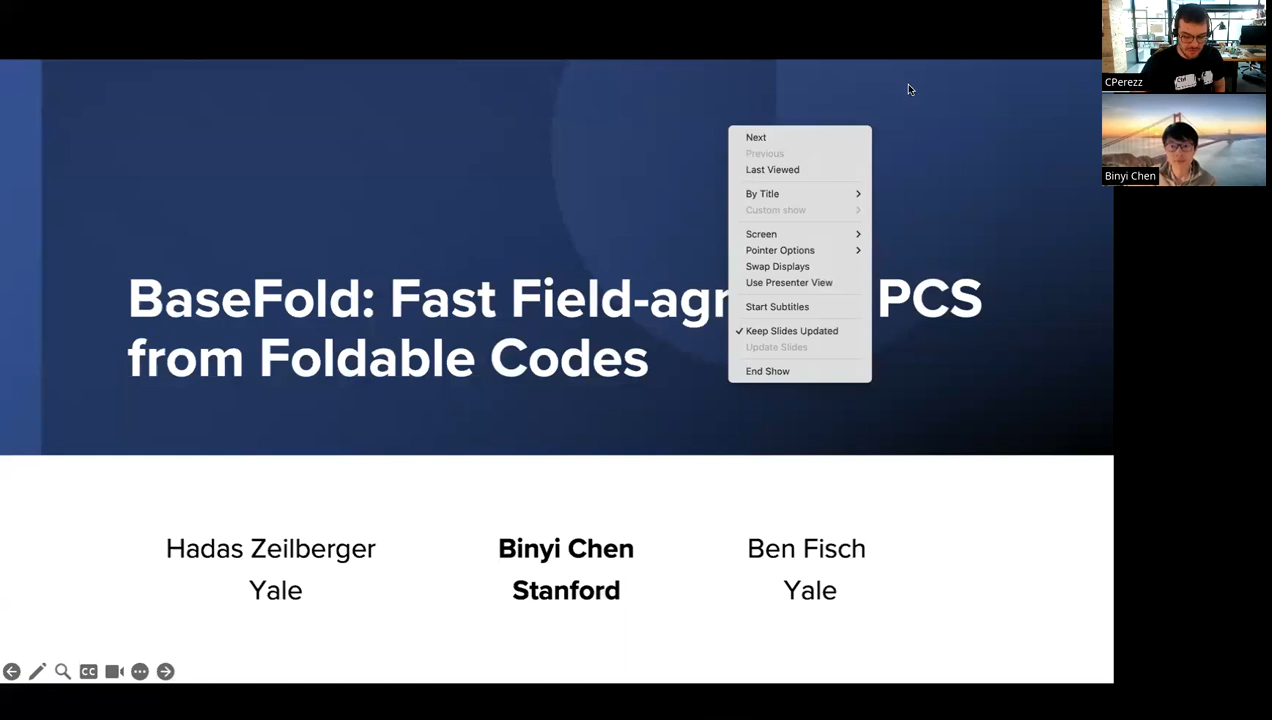 CPerezz
Binyi Chen
Next
Previous
Last Viewed
By Title
Custom show
Screen
Pointer Options
Swap Displays
Use Presenter View
Start Subtitles
Keep Slides Updated
Update Slides
End Show
BaseFold: Fast Field-agn PCS
from Foldable Codes
Hadas Zeilberger
Yale
Binyi Chen
Stanford
Ben Fisch
Yale
CC